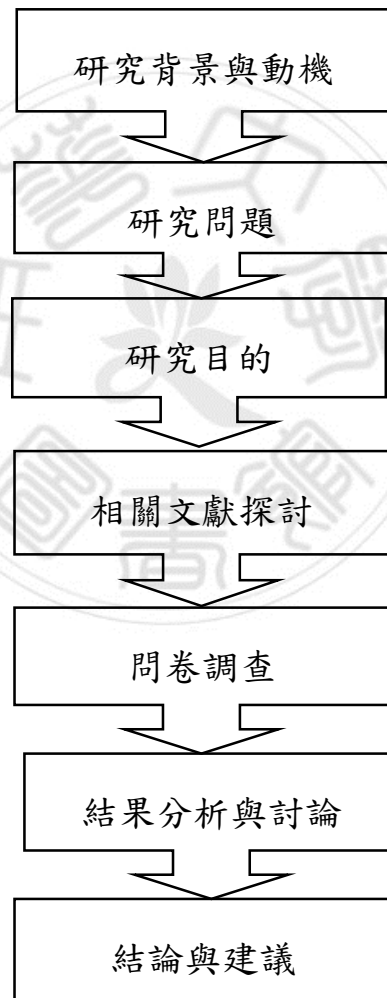 研究背景與動機
研究問題
研究目的
相關文獻探討
問卷調查
結果分析與討論
結論與建議